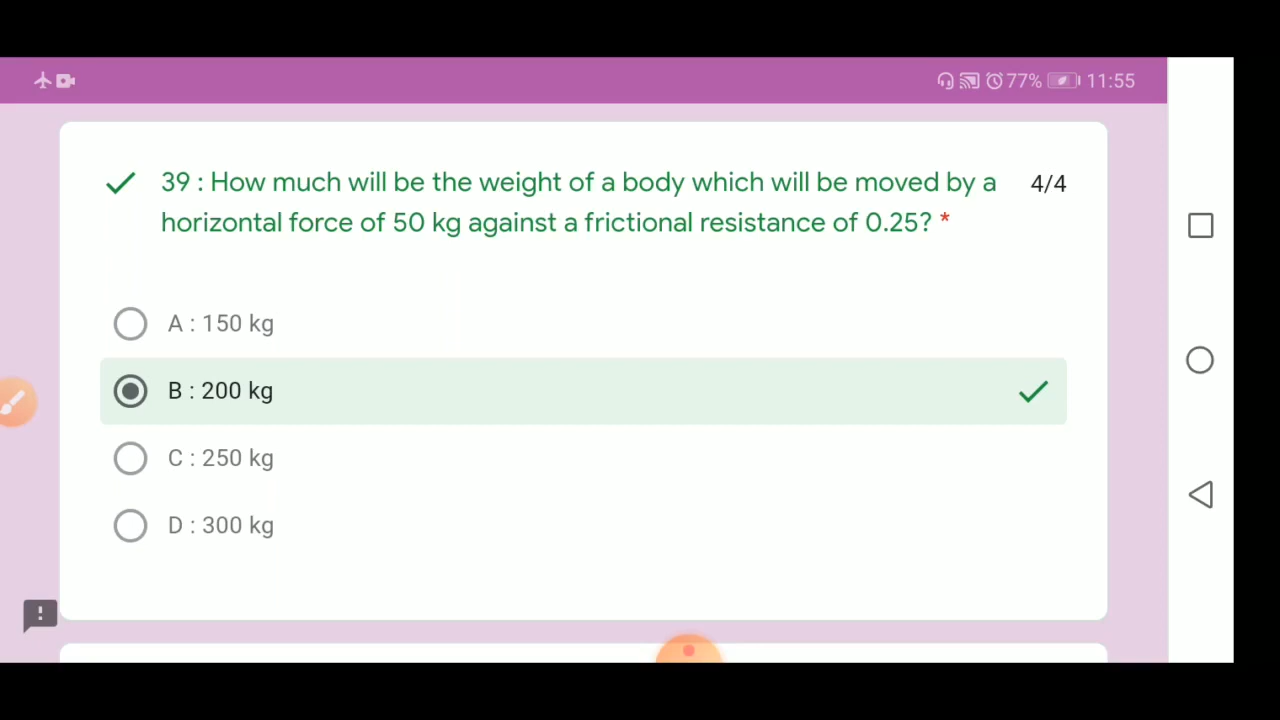 77% 11:55
39 : How much will be the weight of a body which will be moved by a 4/4
horizontal force of 50 kg against a frictional resistance of 0.25? *
A : 150 kg
B : 200 kg
C : 250 kg
D : 300 kg